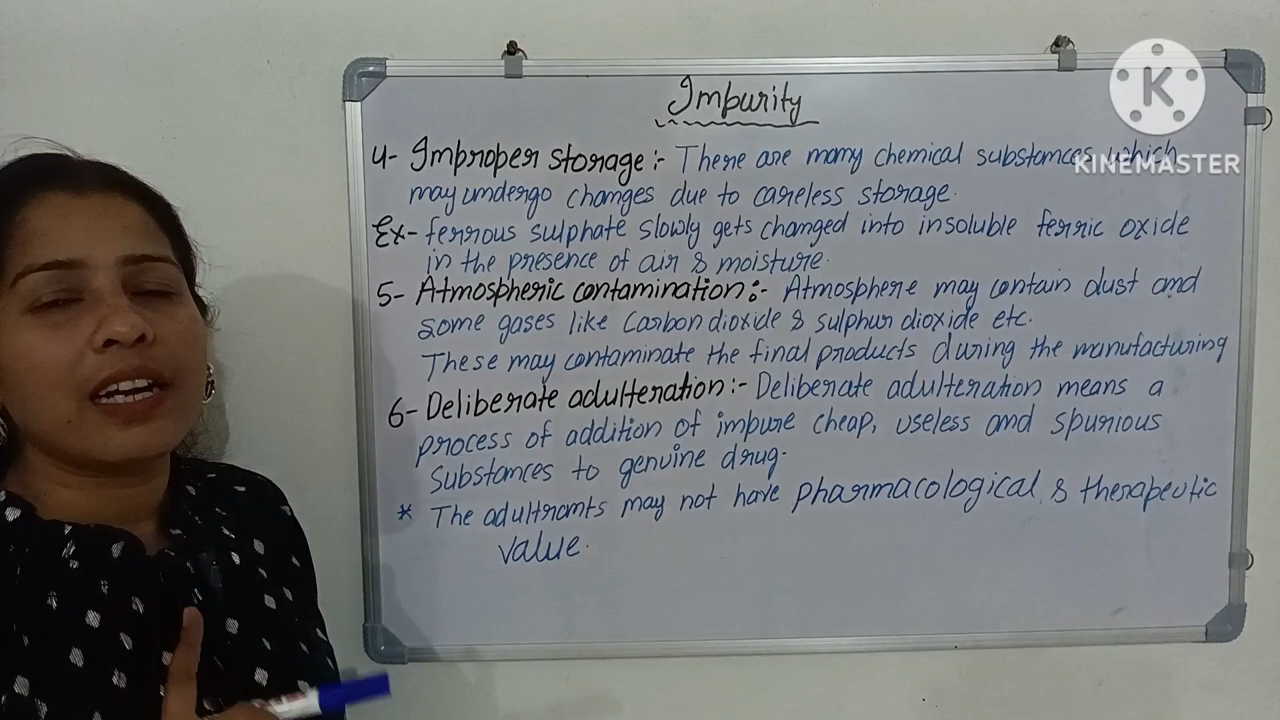 Impurity
4- Improper storage:- There are many chemical substances which
may undergo changes due to careless storage.
Ex- ferrous sulphate slowly gets changed into insoluble ferric oxide
in the presence of air & moisture.
5- Atmospheric contamination:- Atmosphere may contain dust and
some gases like Carbon dioxide & sulphur dioxide etc.
These may contaminate the final products during the manufacturing
6- Deliberate adulteration:- Deliberate adulteration means a
process of addition of impure cheap, useless and spurious
substances to genuine drug.
* The adultrants may not have pharmacological & therapeutic
value.
K
KINEMASTER